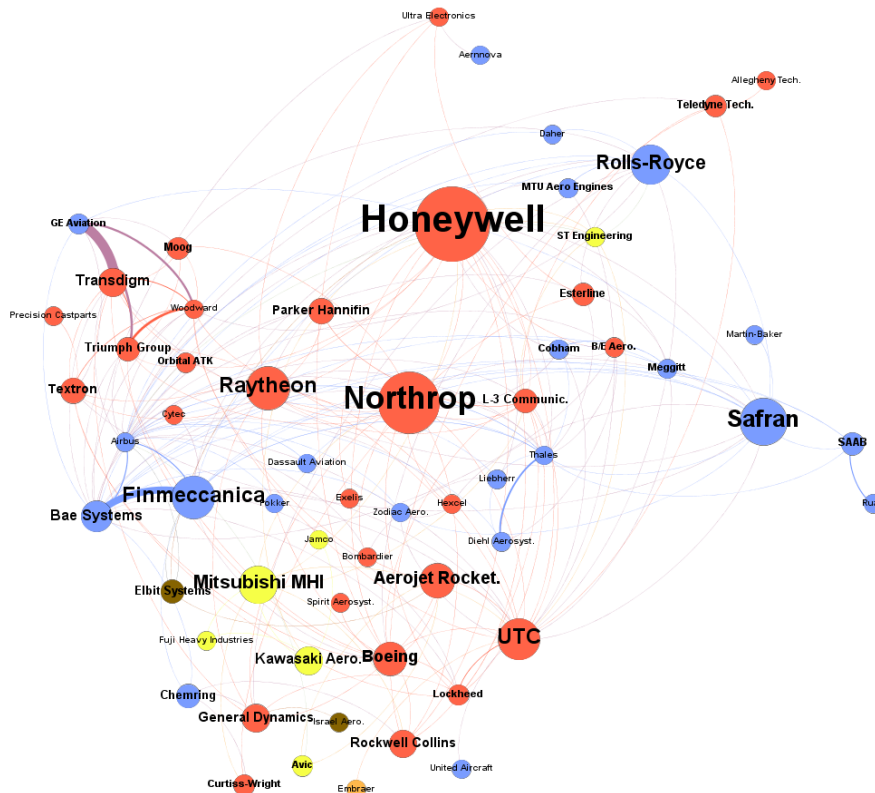 Ultra Electronics
Aernnova
Allegheny Tech.
Teledyne Tech.
Daher
Rolls-Royce
MTU Aero Engines
Honeywell
GE Aviation
ST Engineering
Moog
Transdigm
Esterline
Woodward
Parker Hannifin
Precision Castparts
Martin-Baker
Triumph Group
Cobham
B/E Aero.
Orbital ATK
Meggitt
Textron
Raytheon
Northrop
L-3 Communic.
Cytec
Safran
Airbus
SAAB
Thales
Dassault Aviation
Liebherr
Finmeccanica
Exelis
Fokker
Hexcel
Rua
Bae Systems
Zodiac Aero.
Jamco
Diehl Aerosyst.
Bombardier
Mitsubishi MHI
Aerojet Rocket.
Elbit Systems
Spirit Aerosyst.
Fuji Heavy Industries
UTC
Kawasaki Aero.
Boeing
Chemring
Lockheed
General Dynamics
Israel Aero.
Rockwell Collins
Avic
United Aircraft
Curtiss-Wright
Embraer